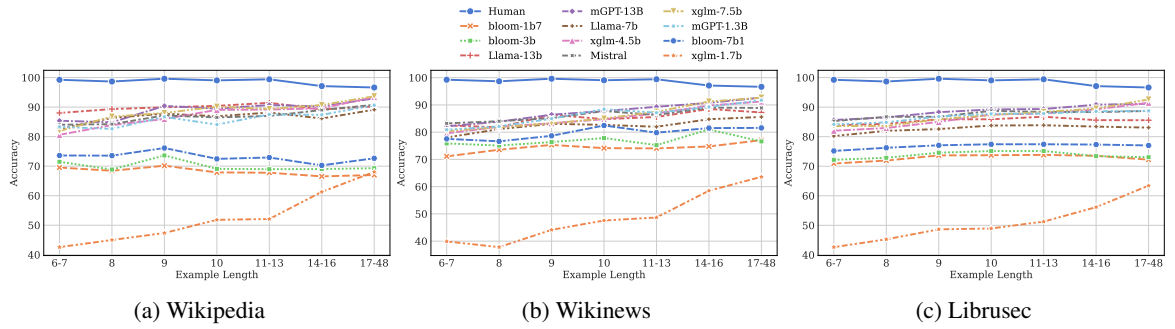 Human
bloom-1b7
bloom-3b
Llama-13b
mGPT-13B
Llama-7b
xglm-4.5b
Mistral
xglm-7.5b
mGPT-1.3B
bloom-7b1
xglm-1.7b
100
90
80
70
60
50
40
Accuracy
6-7 8 9 10 11-13 14-16 17-48
Example Length
(a) Wikipedia
100
90
80
70
60
50
40
Accuracy
6-7 8 9 10 11-13 14-16 17-48
Example Length
(b) Wikinews
100
90
80
70
60
50
40
Accuracy
6-7 8 9 10 11-13 14-16 17-48
Example Length
(c) Librusec